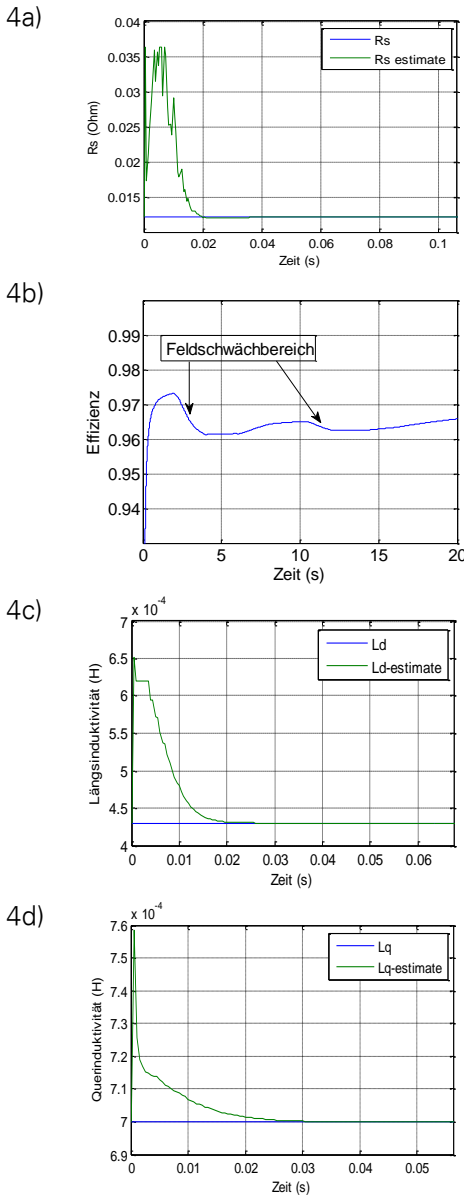 4a)
0.04
0.035
0.03
0.025
0.02
0.015
Rs (Ohm)
Rs
Rs estimate
0
0.02
0.04
0.06
0.08
0.1
Zeit (s)
4b)
0.99
0.98
0.97
0.96
0.95
0.94
Effizienz
Feldschwächbereich
0
5
10
15
20
Zeit (s)
4c)
x 10-4
7
6.5
6
5.5
5
4.5
4
Längsinduktivität (H)
Ld
Ld-estimate
0
0.01
0.02
0.03
0.04
0.05
0.06
Zeit (s)
4d)
x 10-4
7.6
7.5
7.4
7.3
7.2
7.1
7
6.9
Querinduktivität (H)
Lq
Lq-estimate
0
0.01
0.02
0.03
0.04
0.05
Zeit (s)